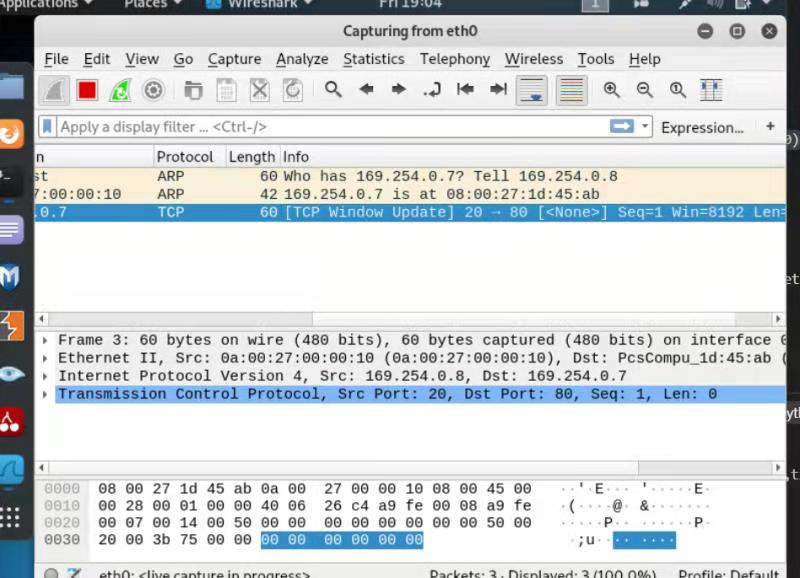 Applications Places Wireshark Fri 19:04 1
Capturing from eth0
File Edit View Go Capture Analyze Statistics Telephony Wireless Tools Help
Apply a display filter ... <Ctrl-/> Expression... +
n Protocol Length Info
st ARP 60 Who has 169.254.0.7? Tell 169.254.0.8
7:00:00:10 ARP 42 169.254.0.7 is at 08:00:27:1d:45:ab
.0.7 TCP 60 [TCP Window Update] 20 → 80 [<None>] Seq=1 Win=8192 Len=
Frame 3: 60 bytes on wire (480 bits), 60 bytes captured (480 bits) on interface 0
Ethernet II, Src: 0a:00:27:00:00:10 (0a:00:27:00:00:10), Dst: PcsCompu_1d:45:ab (
Internet Protocol Version 4, Src: 169.254.0.8, Dst: 169.254.0.7
Transmission Control Protocol, Src Port: 20, Dst Port: 80, Seq: 1, Len: 0
0000 08 00 27 1d 45 ab 0a 00 27 00 00 10 08 00 45 00 ··'·E··· '·····E·
0010 00 28 00 01 00 00 40 06 26 c4 a9 fe 00 08 a9 fe ·(····@· &·······
0020 00 07 00 14 00 50 00 00 00 00 00 00 00 00 50 00 ·····P·· ······P·
0030 20 00 3b 75 00 00 00 00 00 00 00 00 ·;u·· ·· ····
eth0: <live capture in progress> Packets: 3 · Displayed: 3 (100.0%) Profile: Default